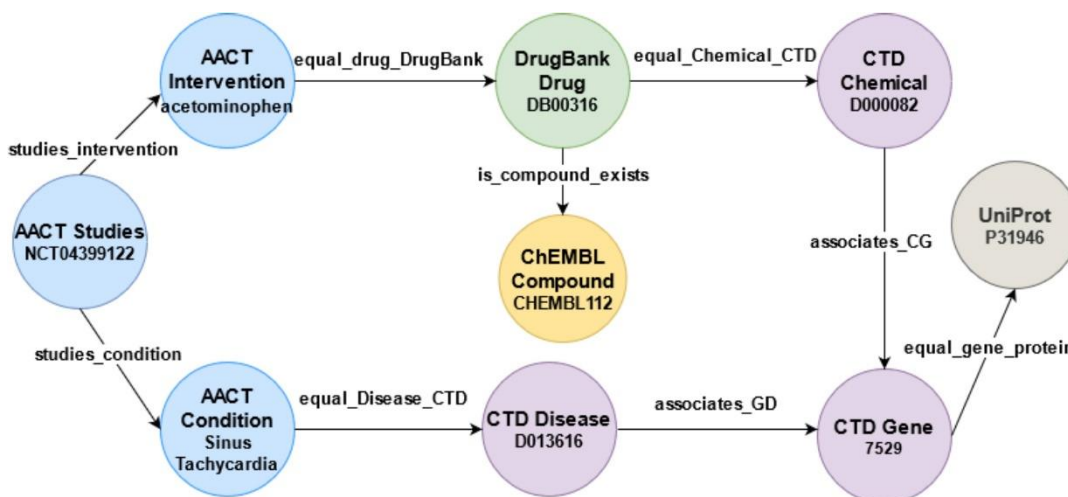 AACT
Intervention
acetominophen
equal_drug_DrugBank
DrugBank
Drug
DB00316
equal_Chemical_CTD
CTD
Chemical
D000082
studies_intervention
is_compound_exists
AACT Studies
NCT04399122
ChEMBL
Compound
CHEMBL112
associates_CG
UniProt
P31946
studies_condition
equal_gene_protein
AACT
Condition
Sinus
Tachycardia
equal_Disease_CTD
CTD Disease
D013616
associates_GD
CTD Gene
7529